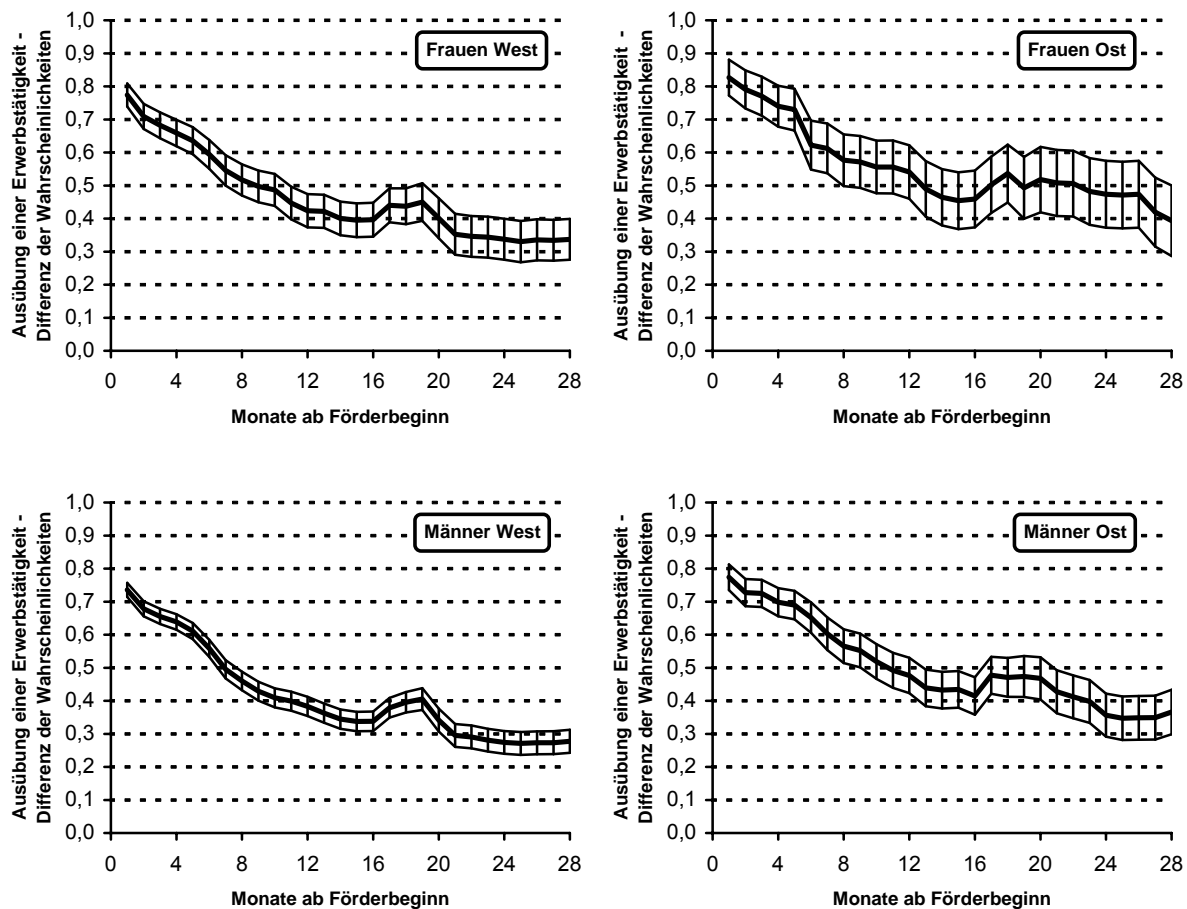 Ausübung einer Erwerbstätigkeit -
Differenz der Wahrscheinlichkeiten
1,0
0,9
0,8
0,7
0,6
0,5
0,4
0,3
0,2
0,1
0,0
Frauen West
0 4 8 12 16 20 24 28
Monate ab Förderbeginn
Ausübung einer Erwerbstätigkeit -
Differenz der Wahrscheinlichkeiten
1,0
0,9
0,8
0,7
0,6
0,5
0,4
0,3
0,2
0,1
0,0
Frauen Ost
0 4 8 12 16 20 24 28
Monate ab Förderbeginn
Ausübung einer Erwerbstätigkeit -
Differenz der Wahrscheinlichkeiten
1,0
0,9
0,8
0,7
0,6
0,5
0,4
0,3
0,2
0,1
0,0
Männer West
0 4 8 12 16 20 24 28
Monate ab Förderbeginn
Ausübung einer Erwerbstätigkeit -
Differenz der Wahrscheinlichkeiten
1,0
0,9
0,8
0,7
0,6
0,5
0,4
0,3
0,2
0,1
0,0
Männer Ost
0 4 8 12 16 20 24 28
Monate ab Förderbeginn